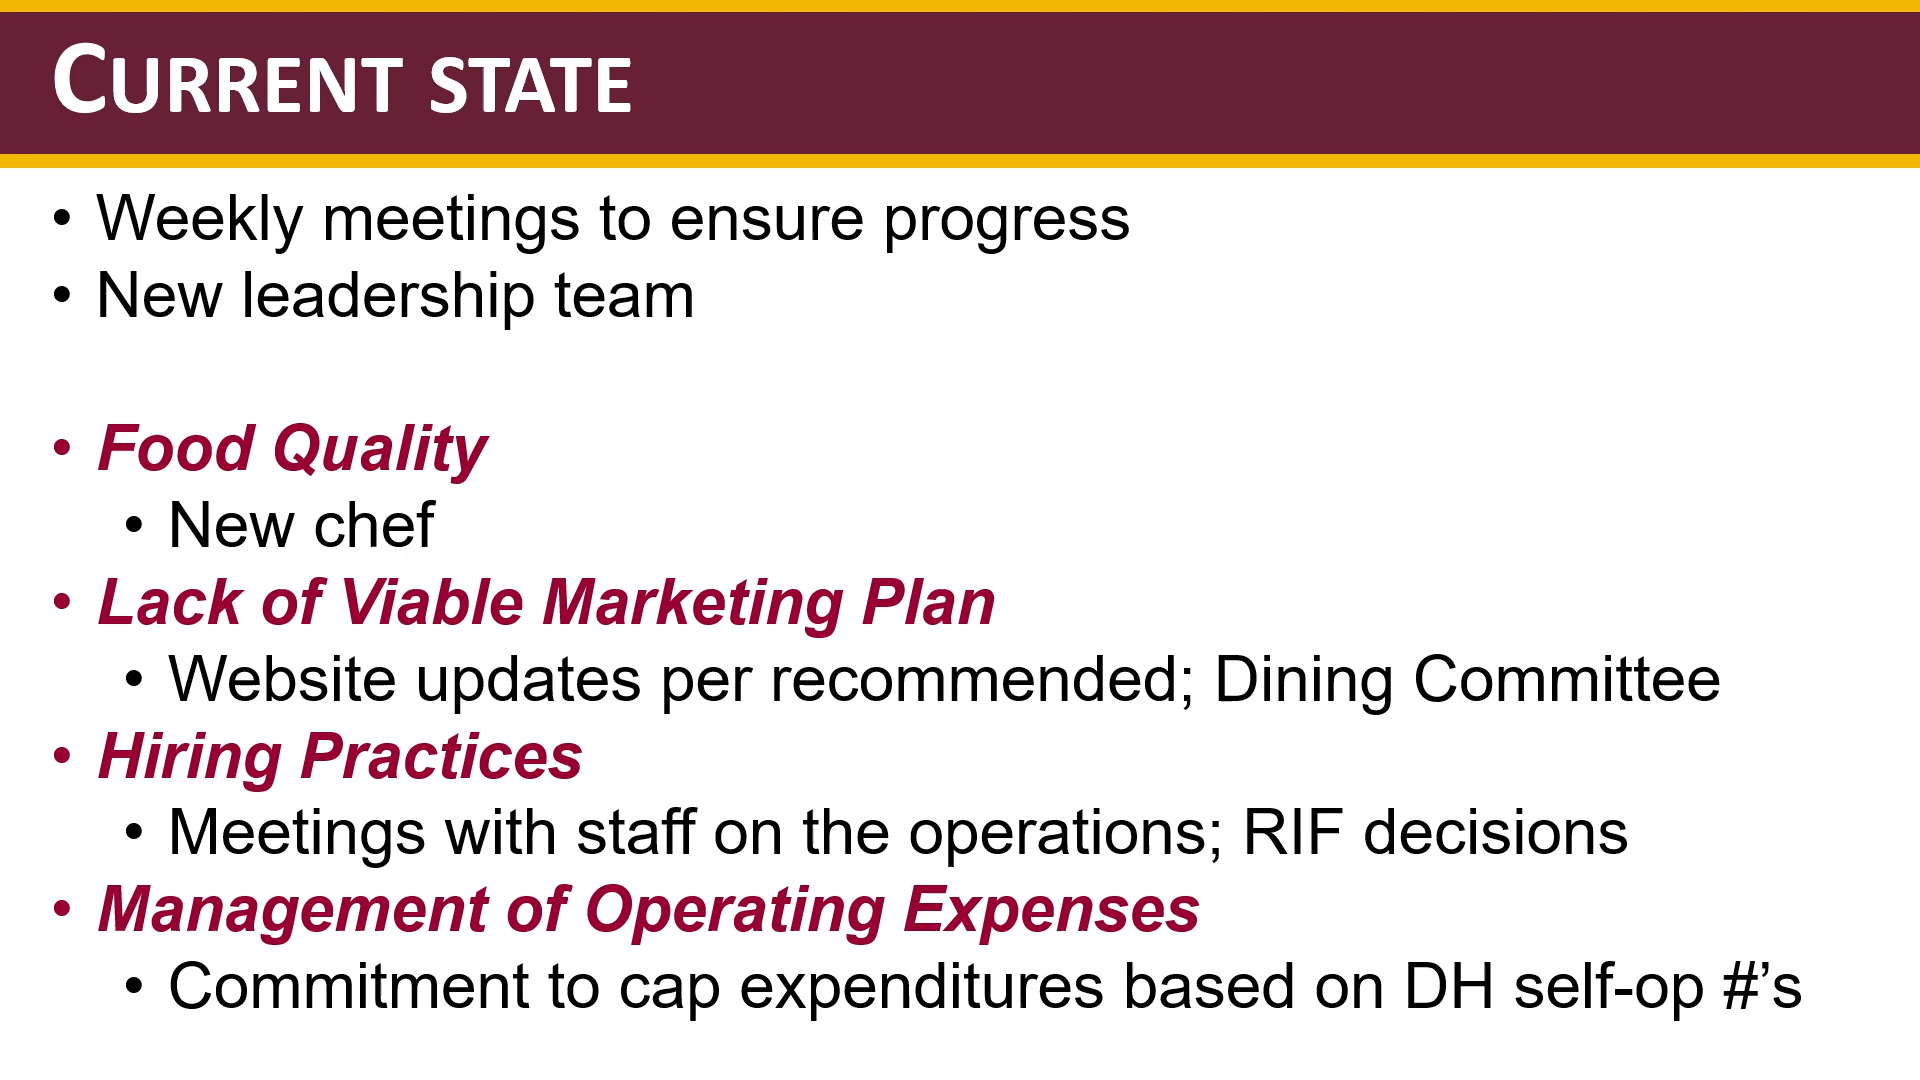 CURRENT STATE
• Weekly meetings to ensure progress
• New leadership team
• Food Quality
• New chef
• Lack of Viable Marketing Plan
• Website updates per recommended; Dining Committee
• Hiring Practices
• Meetings with staff on the operations; RIF decisions
• Management of Operating Expenses
• Commitment to cap expenditures based on DH self-op #’s